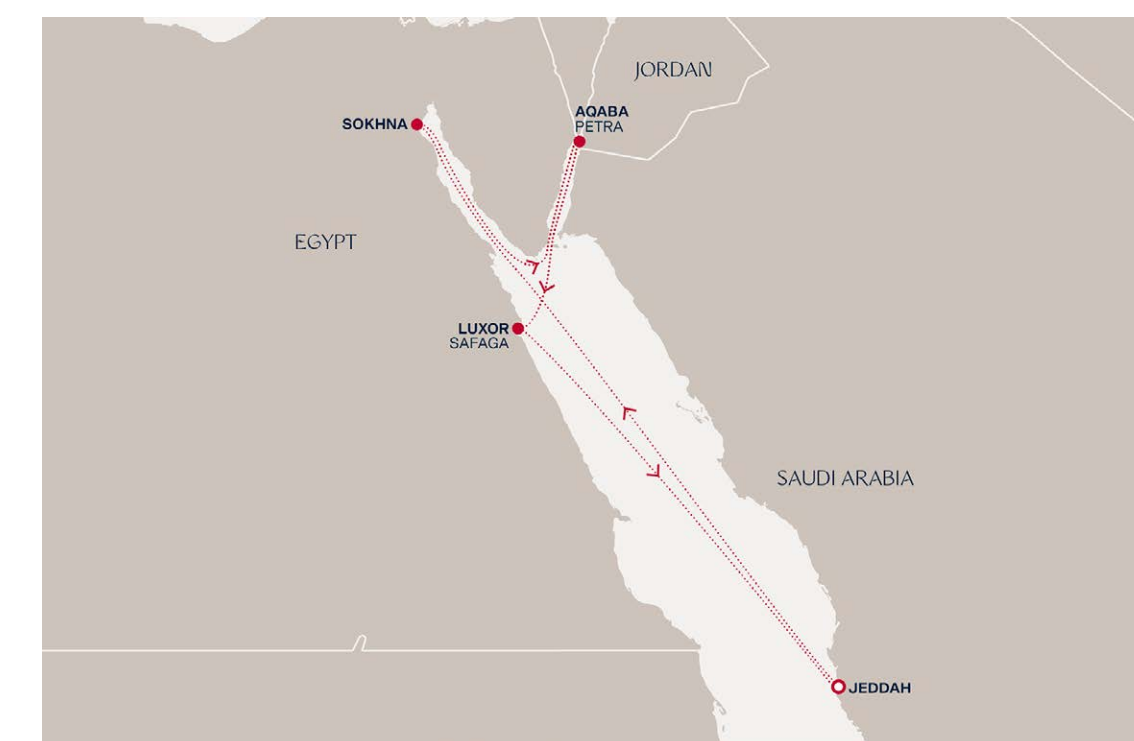 JORDAN
AQABA
PETRA
SOKHNA
EGYPT
LUXOR
SAFAGA
SAUDI ARABIA
JEDDAH